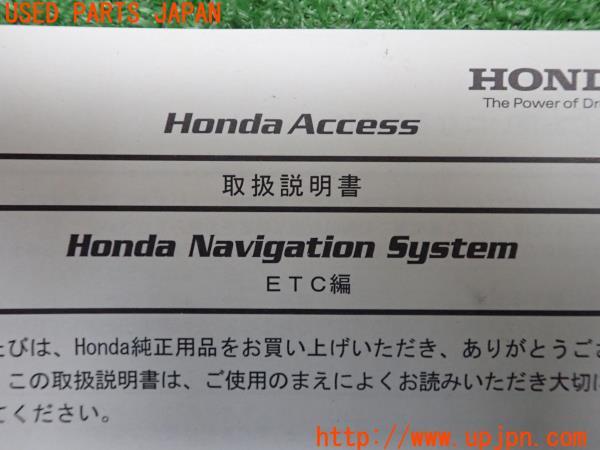 USED PARTS JAPAN
HOND
The Power of Dr
Honda Access
取扱説明書
Honda Navigation System
ETC編
たびは、Honda純正用品をお買い上げいただき、ありがとうござ
、この取扱説明書は、ご使用のまえによくお読みいただき大切に
てください。
http://www.upjpn.com